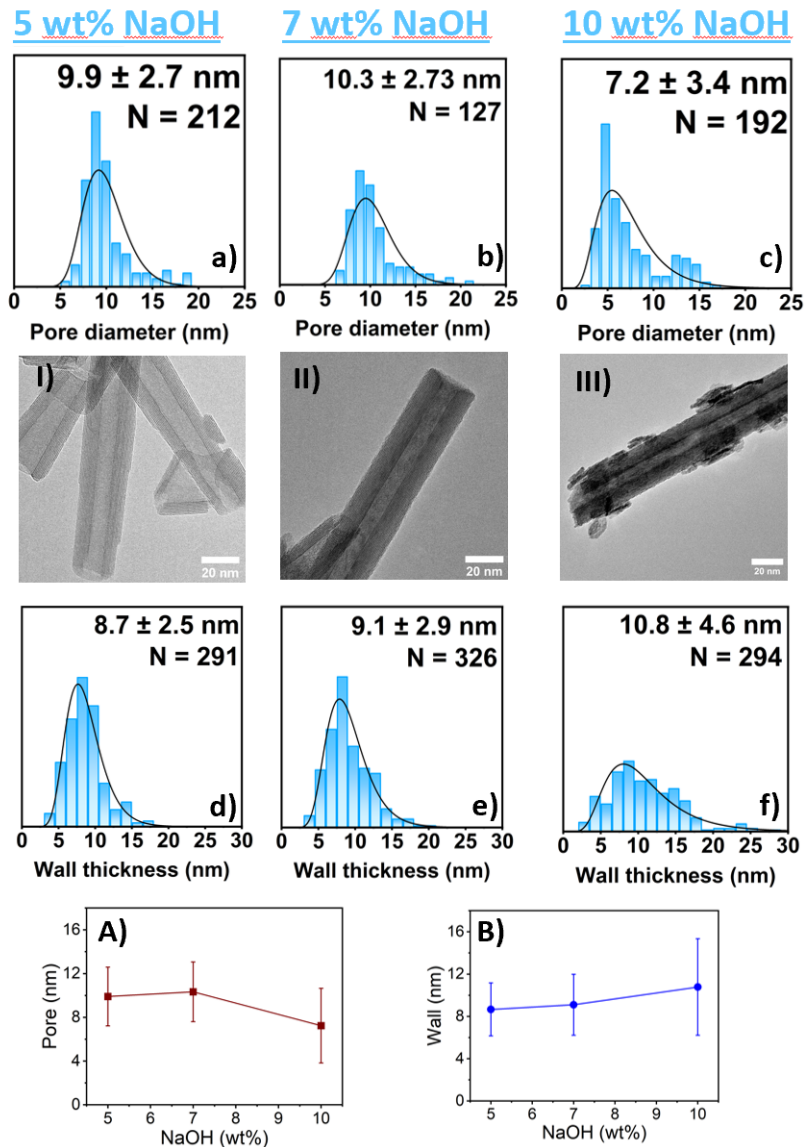 5 wt% NaOH
7 wt% NaOH
10 wt% NaOH
9.9 ± 2.7 nm
N = 212
a)
0 5 10 15 20 25
Pore diameter (nm)
10.3 ± 2.73 nm
N = 127
b)
0 5 10 15 20 25
Pore diameter (nm)
7.2 ± 3.4 nm
N = 192
c)
0 5 10 15 20 25
Pore diameter (nm)
I)
20 nm
II)
20 nm
III)
20 nm
8.7 ± 2.5 nm
N = 291
d)
0 5 10 15 20 25 30
Wall thickness (nm)
9.1 ± 2.9 nm
N = 326
e)
0 5 10 15 20 25 30
Wall thickness (nm)
10.8 ± 4.6 nm
N = 294
f)
0 5 10 15 20 25 30
Wall thickness (nm)
A)
16
12
8
4
0
Pore (nm)
5 6 7 8 9 10
NaOH (wt%)
B)
16
12
8
4
0
Wall (nm)
5 6 7 8 9 10
NaOH (wt%)